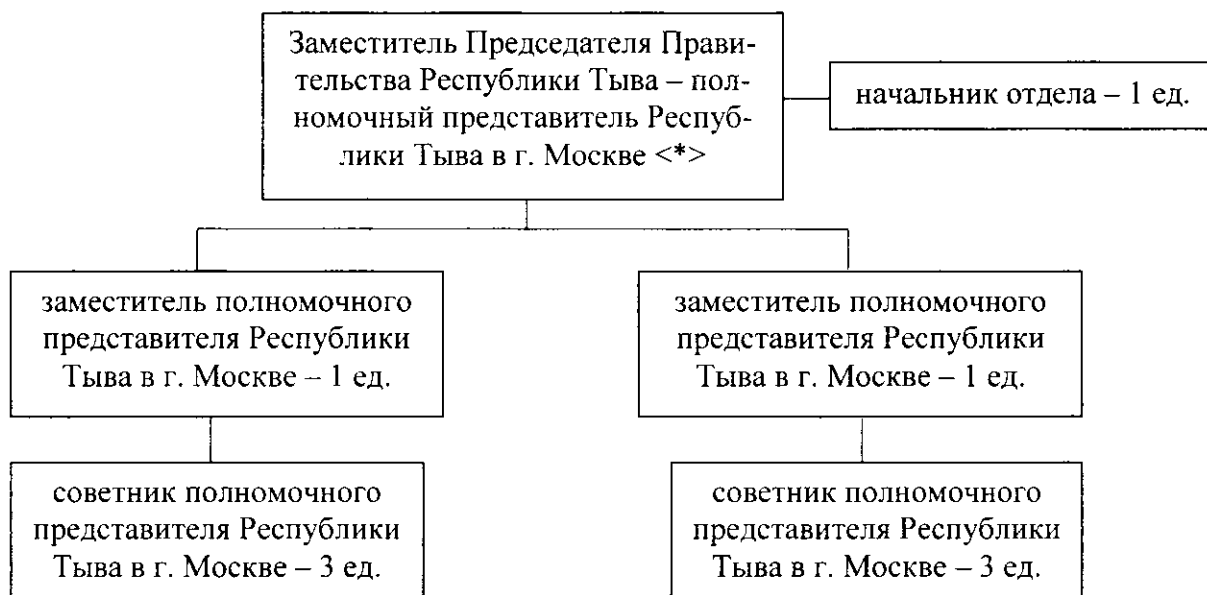 Заместитель Председателя Прави-
тельства Республики Тыва – пол-
номочный представитель Респуб-
лики Тыва в г. Москве <*>
начальник отдела – 1 ед.
заместитель полномочного
представителя Республики
Тыва в г. Москве – 1 ед.
заместитель полномочного
представителя Республики
Тыва в г. Москве – 1 ед.
советник полномочного
представителя Республики
Тыва в г. Москве – 3 ед.
советник полномочного
представителя Республики
Тыва в г. Москве – 3 ед.